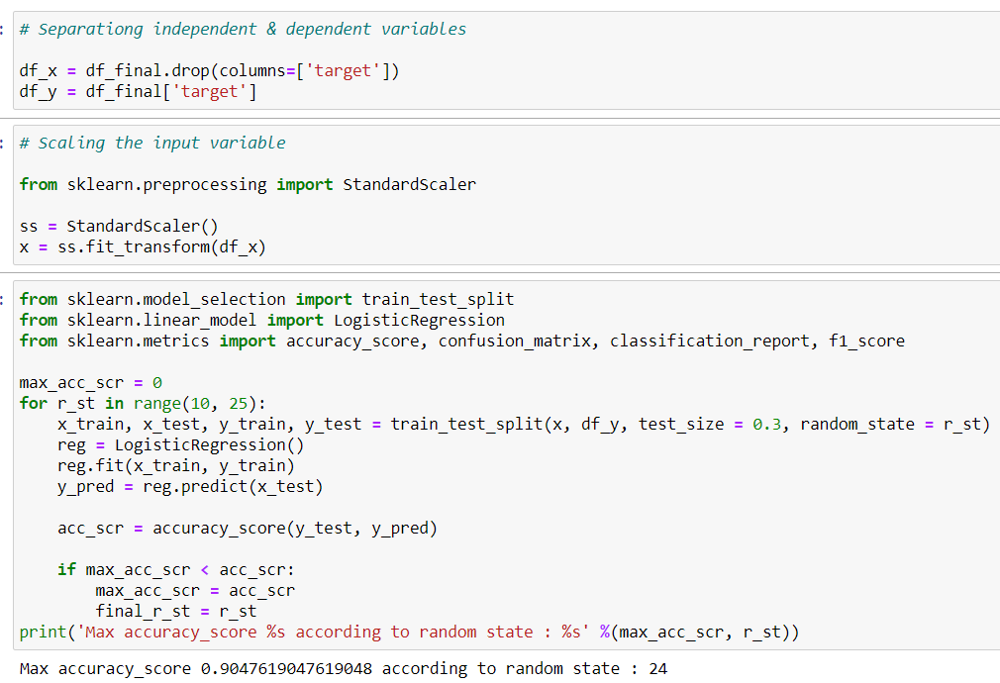 : # Separationg independent & dependent variables
df_x = df_final.drop(columns=['target'])
df_y = df_final['target']
: # Scaling the input variable
from sklearn.preprocessing import StandardScaler
ss = StandardScaler()
x = ss.fit_transform(df_x)
: from sklearn.model_selection import train_test_split
from sklearn.linear_model import LogisticRegression
from sklearn.metrics import accuracy_score, confusion_matrix, classification_report, f1_score
max_acc_scr = 0
for r_st in range(10, 25):
    x_train, x_test, y_train, y_test = train_test_split(x, df_y, test_size = 0.3, random_state = r_st)
    reg = LogisticRegression()
    reg.fit(x_train, y_train)
    y_pred = reg.predict(x_test)
    acc_scr = accuracy_score(y_test, y_pred)
    if max_acc_scr < acc_scr:
        max_acc_scr = acc_scr
        final_r_st = r_st
print('Max accuracy_score %s according to random state : %s' %(max_acc_scr, r_st))
Max accuracy_score 0.9047619047619048 according to random state : 24